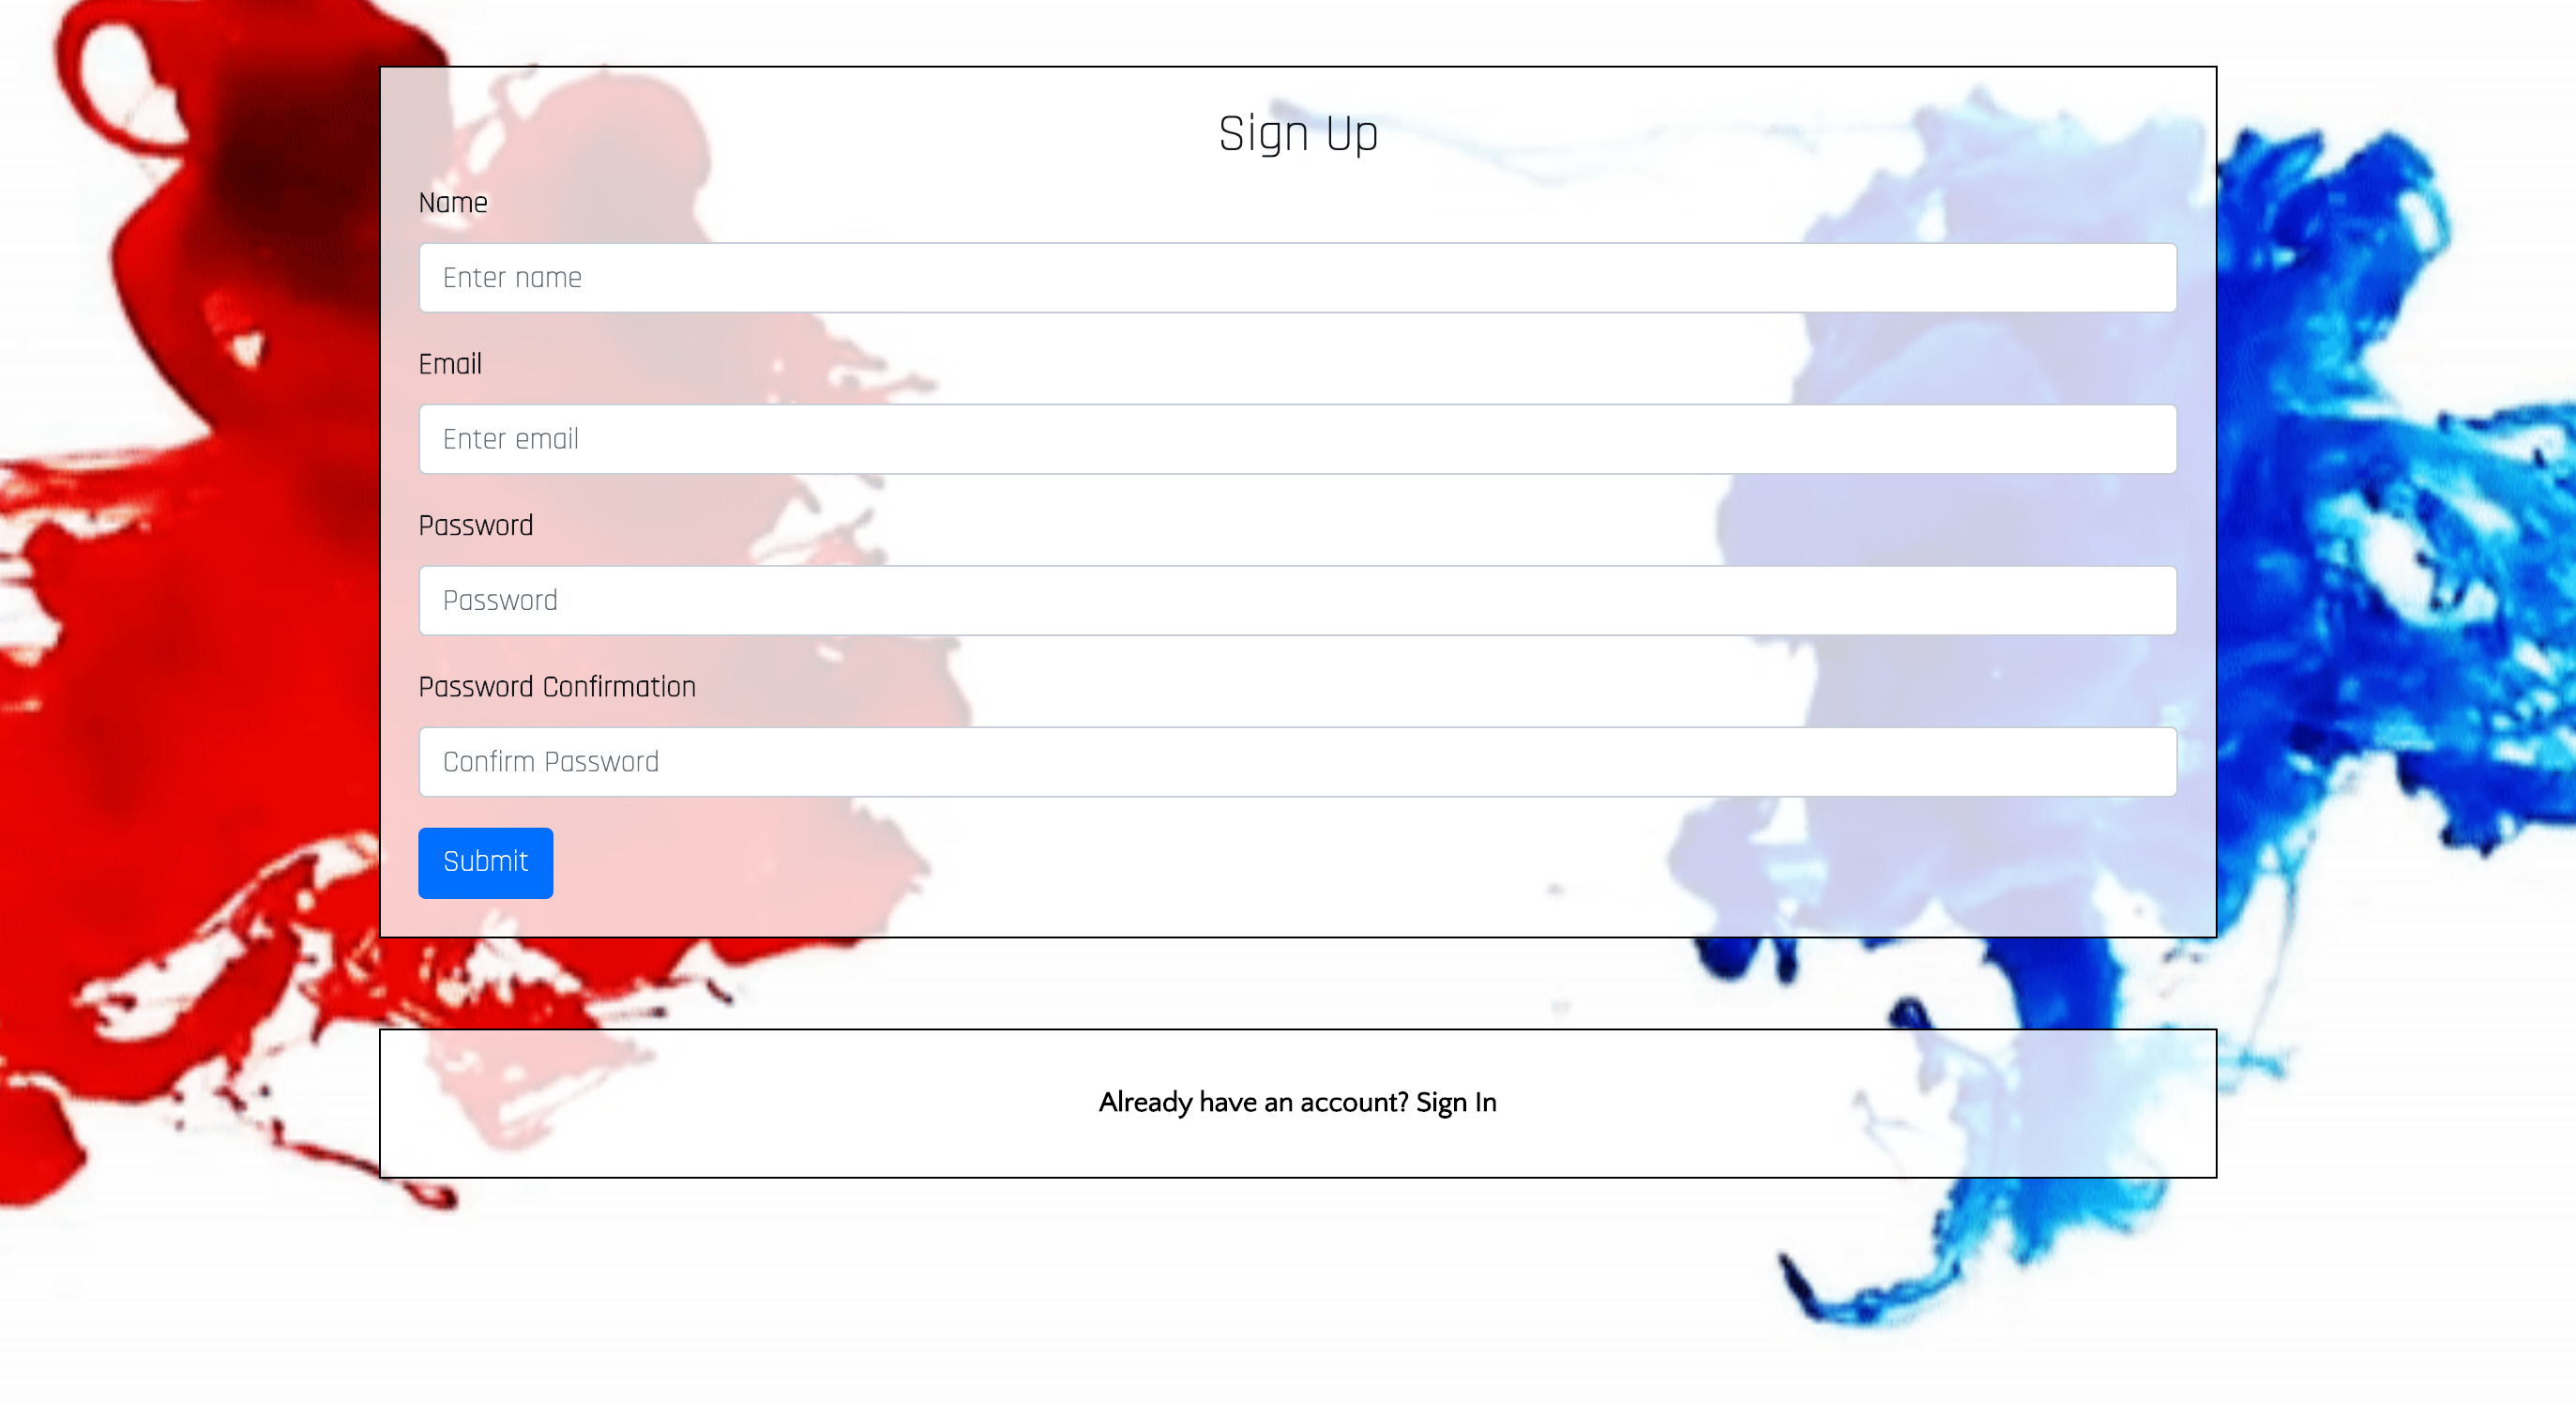 Sign Up
Name
Enter name
Email
Enter email
Password
Password
Password Confirmation
Confirm Password
Submit
Already have an account? Sign In